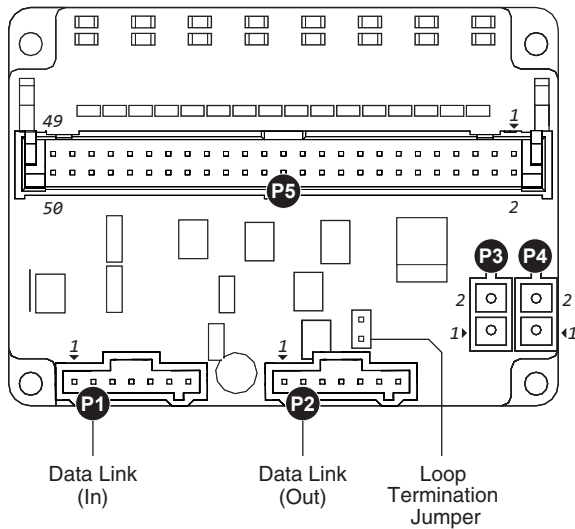 49
1
P5
50
2
P3
P4
2
2
1
1
1
1
P1
P2
Data Link
(In)
Data Link
(Out)
Loop
Termination
Jumper